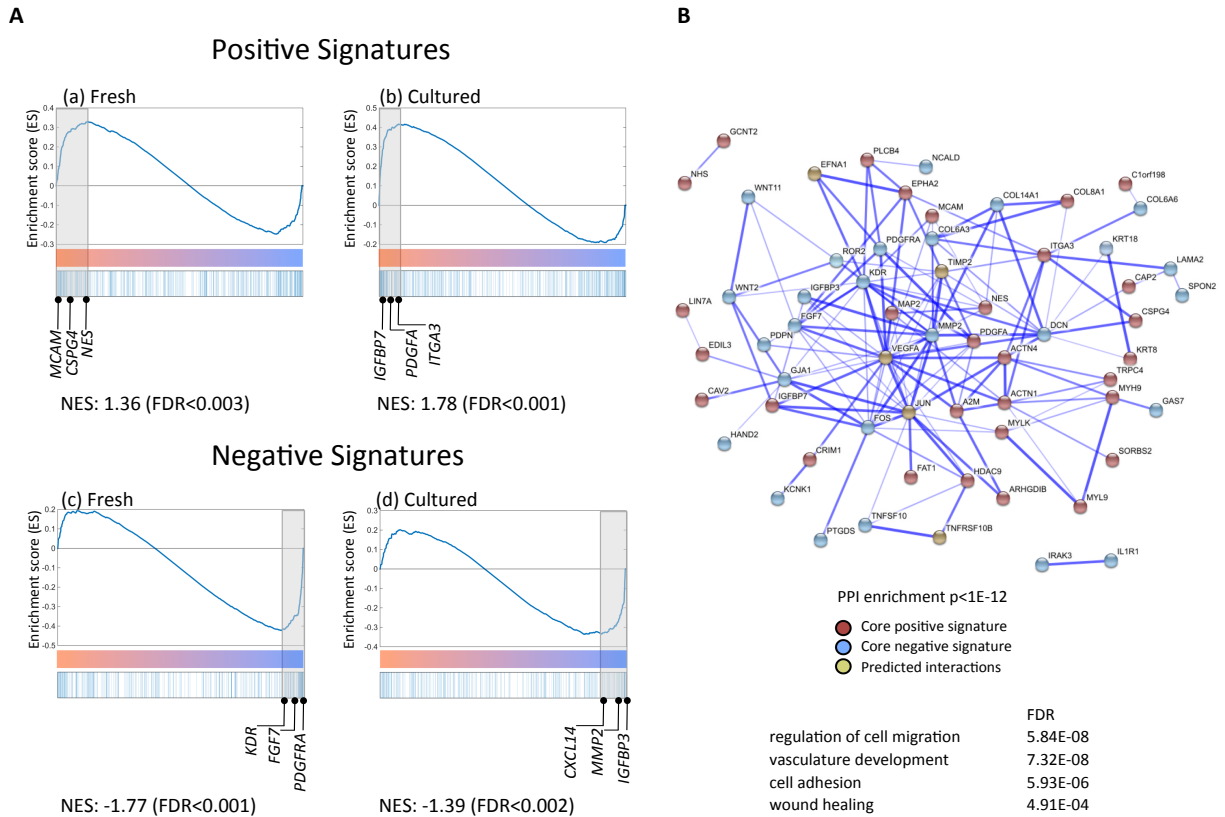 A
Positive Signatures
(a) Fresh
Enrichment score (ES)
0.4
0.3
0.2
0.1
0
-0.1
-0.2
-0.3
MCAM
CSPG4
NES
NES: 1.36 (FDR<0.003)
(b) Cultured
Enrichment score (ES)
0.5
0.4
0.3
0.2
0.1
0
-0.1
-0.2
IGFBP7
PDGFA
ITGA3
NES: 1.78 (FDR<0.001)
Negative Signatures
(c) Fresh
Enrichment score (ES)
0.2
0.1
0
-0.1
-0.2
-0.3
-0.4
-0.5
KDR
FGF7
PDGFRA
NES: -1.77 (FDR<0.001)
(d) Cultured
Enrichment score (ES)
0.3
0.2
0.1
0
-0.1
-0.2
-0.3
-0.4
CXCL14
MMP2
IGFBP3
NES: -1.39 (FDR<0.002)
B
GCNT2
NHS
PLCB4
NCALD
EFNA1
EPHA2
WNT11
MCAM
COL14A1
COL8A1
C1orf198
COL6A6
COL6A3
PDGFRA
ROR2
ITGA3
KRT18
TIMP2
KDR
LAMA2
CAP2
SPON2
WNT2
IGFBP3
MAP2
NES
LIN7A
FGF7
MMP2
DCN
CSPG4
PDPN
PDGFA
EDIL3
VEGFA
ACTN4
KRT8
GJA1
TRPC4
CAV2
IGFBP7
JUN
A2M
ACTN1
MYH9
GAS7
FOS
MYLK
HAND2
CRIM1
SORBS2
FAT1
HDAC9
KCNK1
ARHGDIB
MYL9
PTGDS
TNFSF10
TNFRSF10B
IRAK3
IL1R1
PPI enrichment p<1E-12
Core positive signature
Core negative signature
Predicted interactions
FDR
regulation of cell migration 5.84E-08
vasculature development 7.32E-08
cell adhesion 5.93E-06
wound healing 4.91E-04